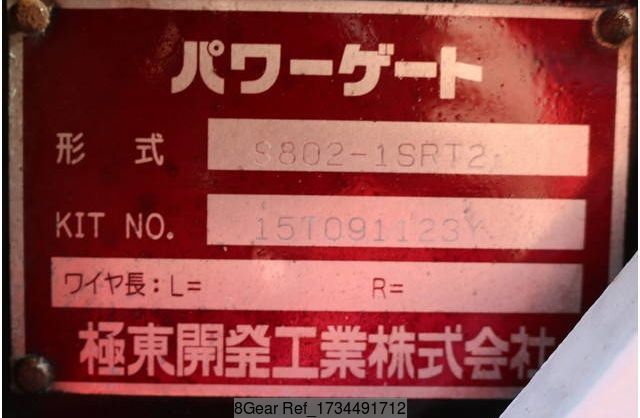 パワーゲート
形 式 S802-1SRT2
KIT NO. 15T091123Y
ワイヤ長：L= R=
極東開発工業株式会社
8Gear Ref_1734491712